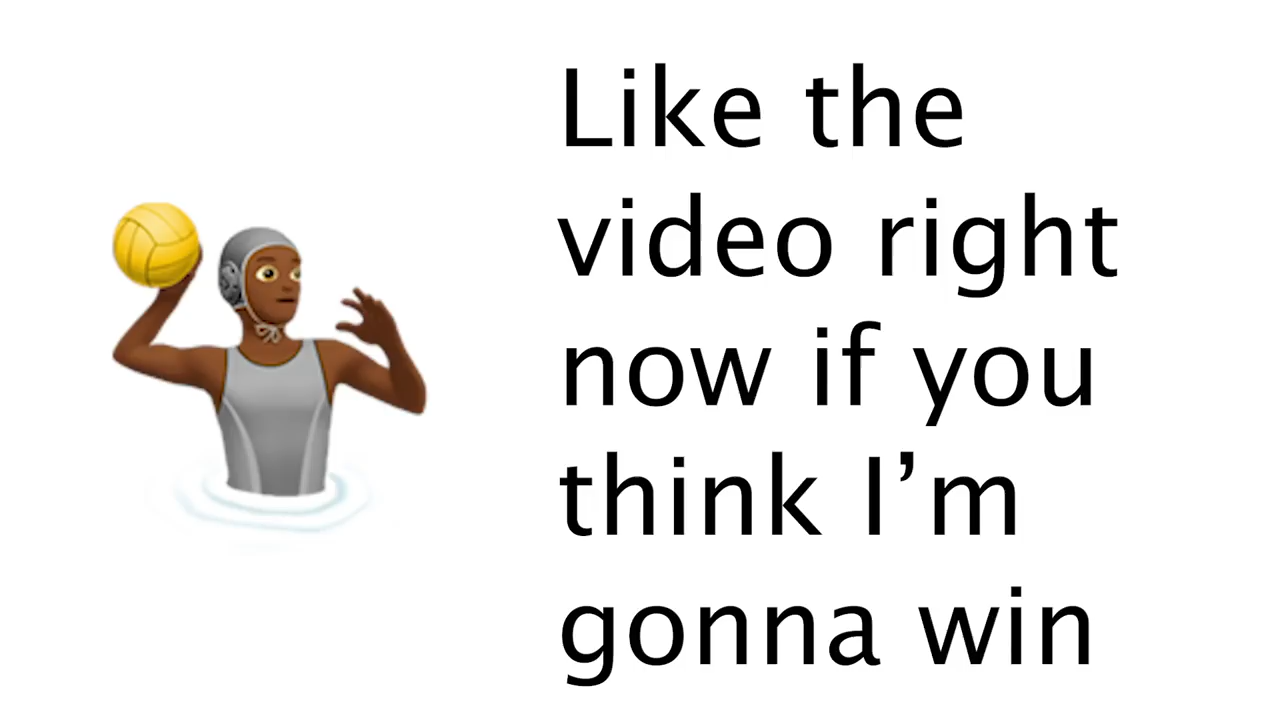 Like the
video right
now if you
think I’m
gonna win